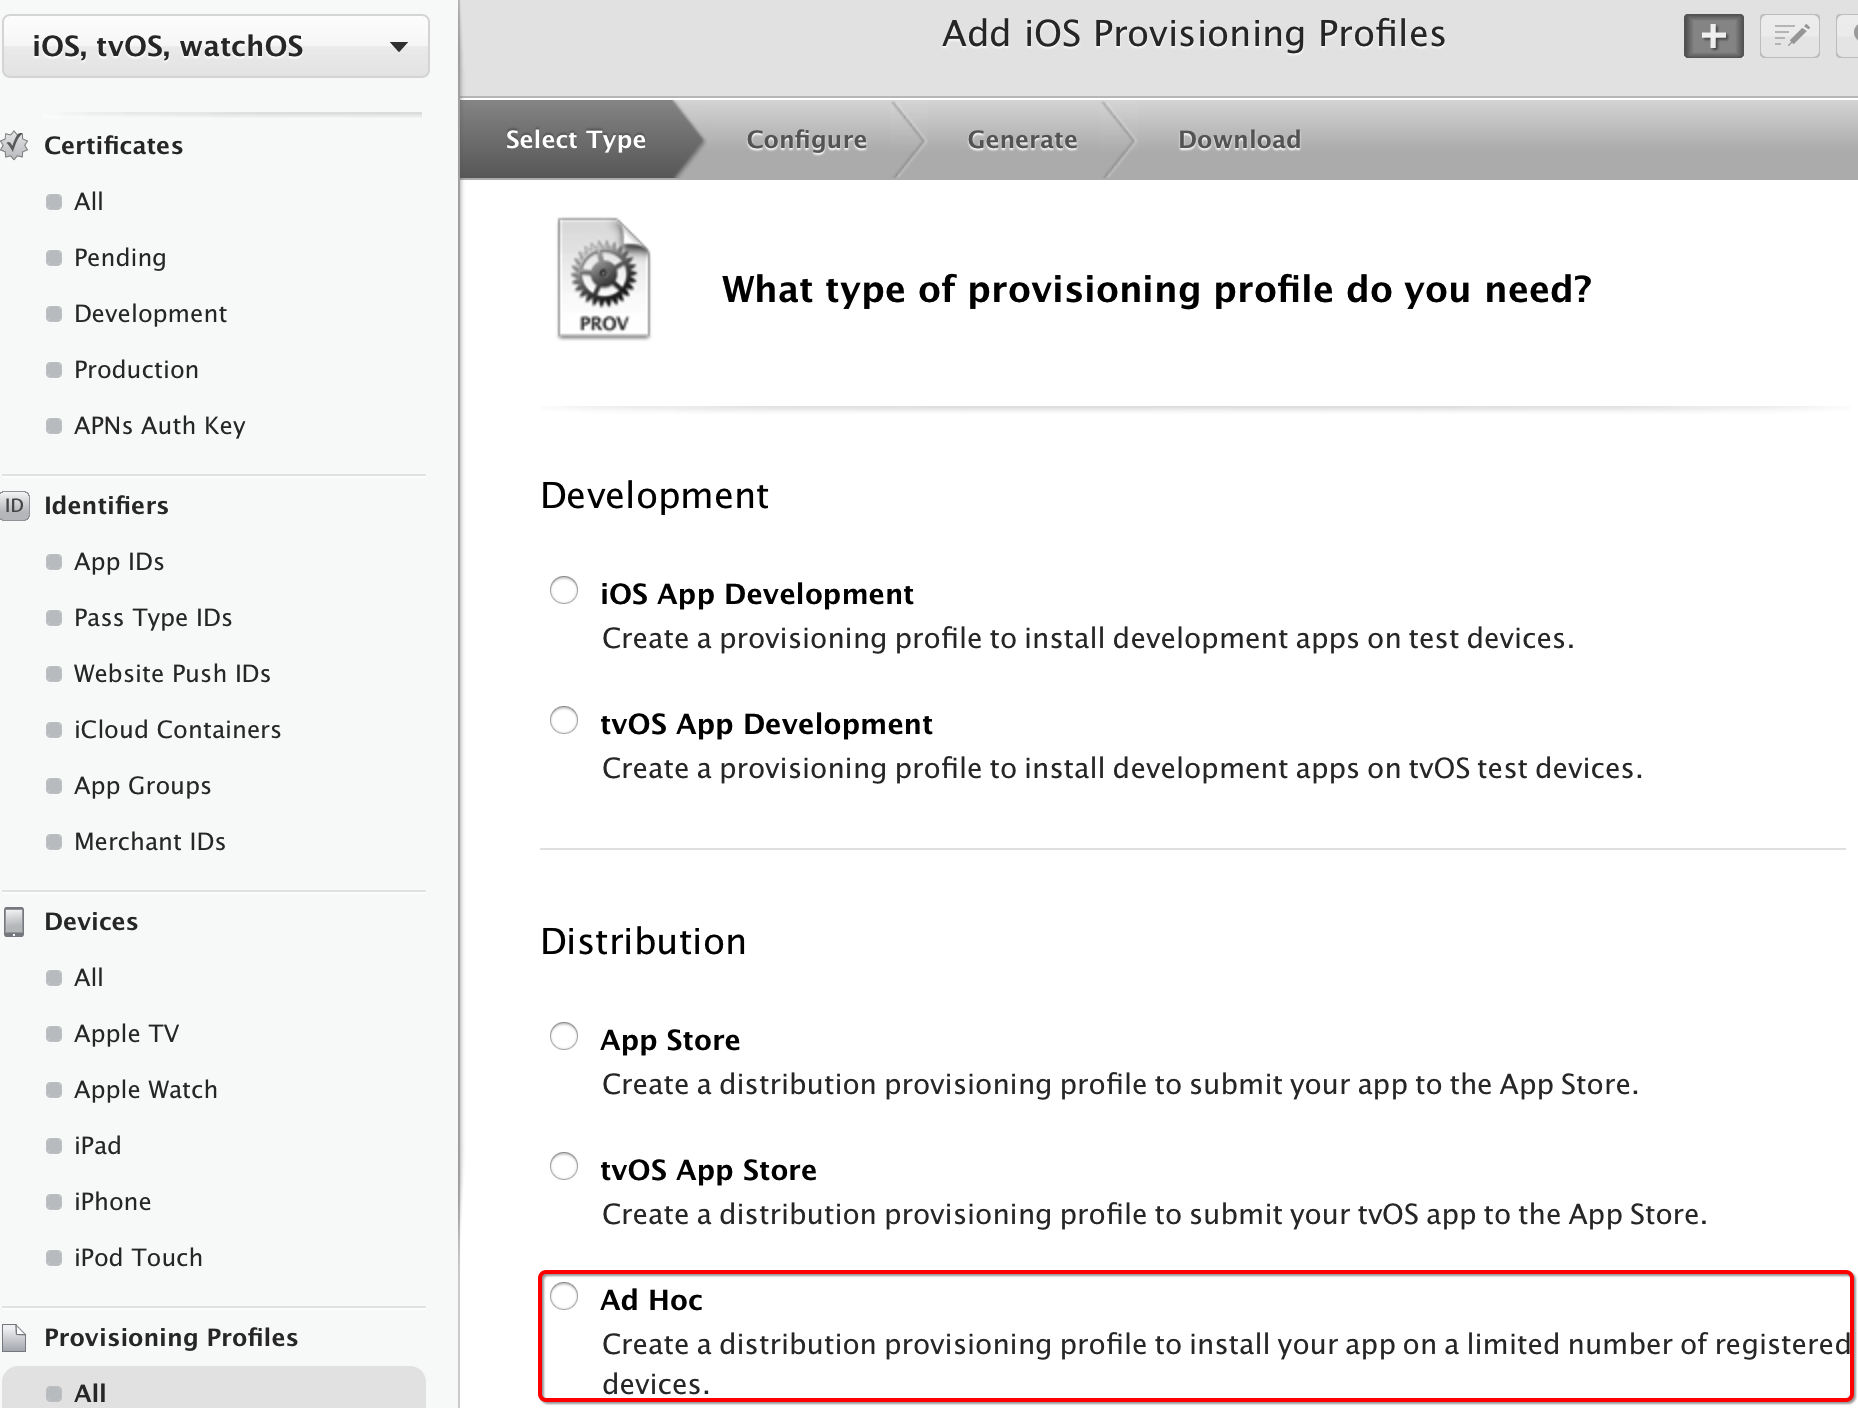 iOS, tvOS, watchOS
Certificates
All
Pending
Development
Production
APNs Auth Key
ID
Identifiers
App IDs
Pass Type IDs
Website Push IDs
iCloud Containers
App Groups
Merchant IDs
Devices
All
Apple TV
Apple Watch
iPad
iPhone
iPod Touch
Provisioning Profiles
All
Add iOS Provisioning Profiles
Select Type
Configure
Generate
Download
PROV
What type of provisioning profile do you need?
Development
iOS App Development
Create a provisioning profile to install development apps on test devices.
tvOS App Development
Create a provisioning profile to install development apps on tvOS test devices.
Distribution
App Store
Create a distribution provisioning profile to submit your app to the App Store.
tvOS App Store
Create a distribution provisioning profile to submit your tvOS app to the App Store.
Ad Hoc
Create a distribution provisioning profile to install your app on a limited number of registered
devices.